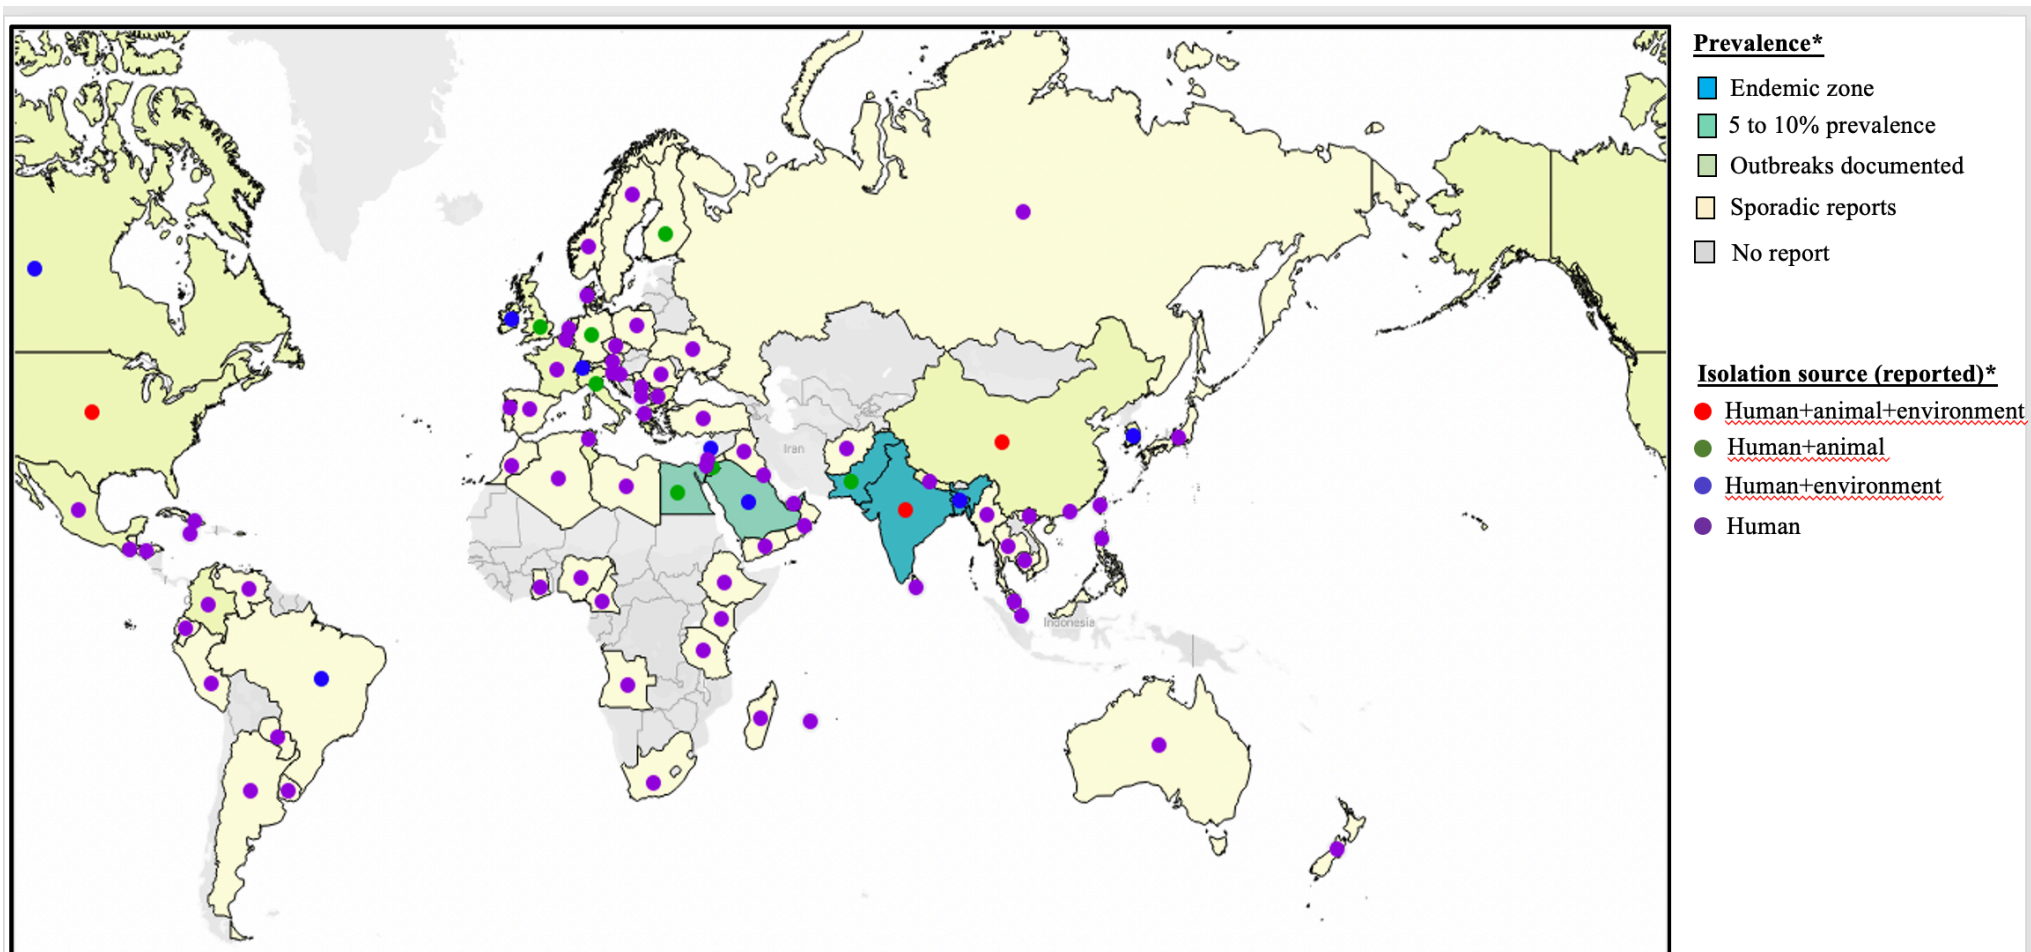 Prevalence*
Endemic zone
5 to 10% prevalence
Outbreaks documented
Sporadic reports
No report
Isolation source (reported)*
Human+animal+environment
Human+animal
Human+environment
Human
Iran
Indonesia